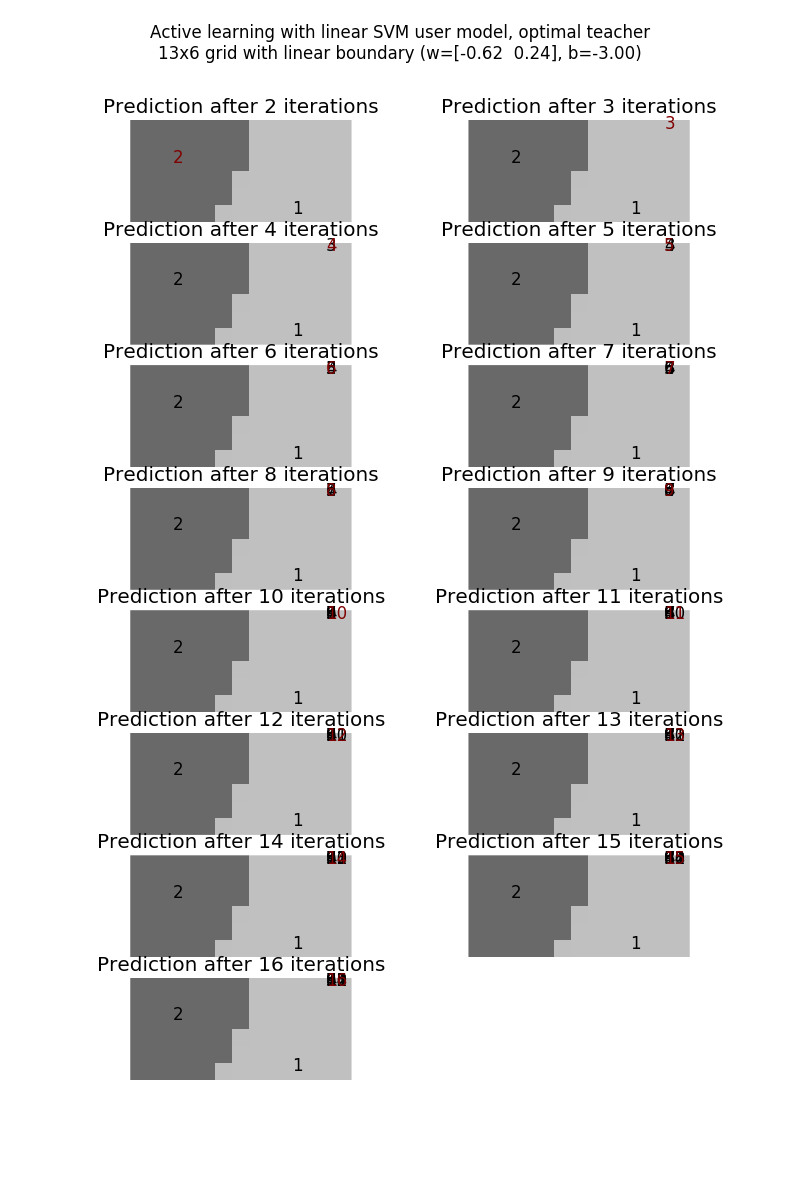 Active learning with linear SVM user model, optimal teacher
13x6 grid with linear boundary (w=[-0.62  0.24], b=-3.00)
Prediction after 2 iterations
Prediction after 3 iterations
3
2
2
1
1
Prediction after 4 iterations
Prediction after 5 iterations
2
2
1
1
Prediction after 6 iterations
Prediction after 7 iterations
2
2
1
1
Prediction after 8 iterations
Prediction after 9 iterations
2
2
1
1
Prediction after 10 iterations
Prediction after 11 iterations
2
2
1
1
Prediction after 12 iterations
Prediction after 13 iterations
2
2
1
1
Prediction after 14 iterations
Prediction after 15 iterations
2
2
1
1
Prediction after 16 iterations
2
1